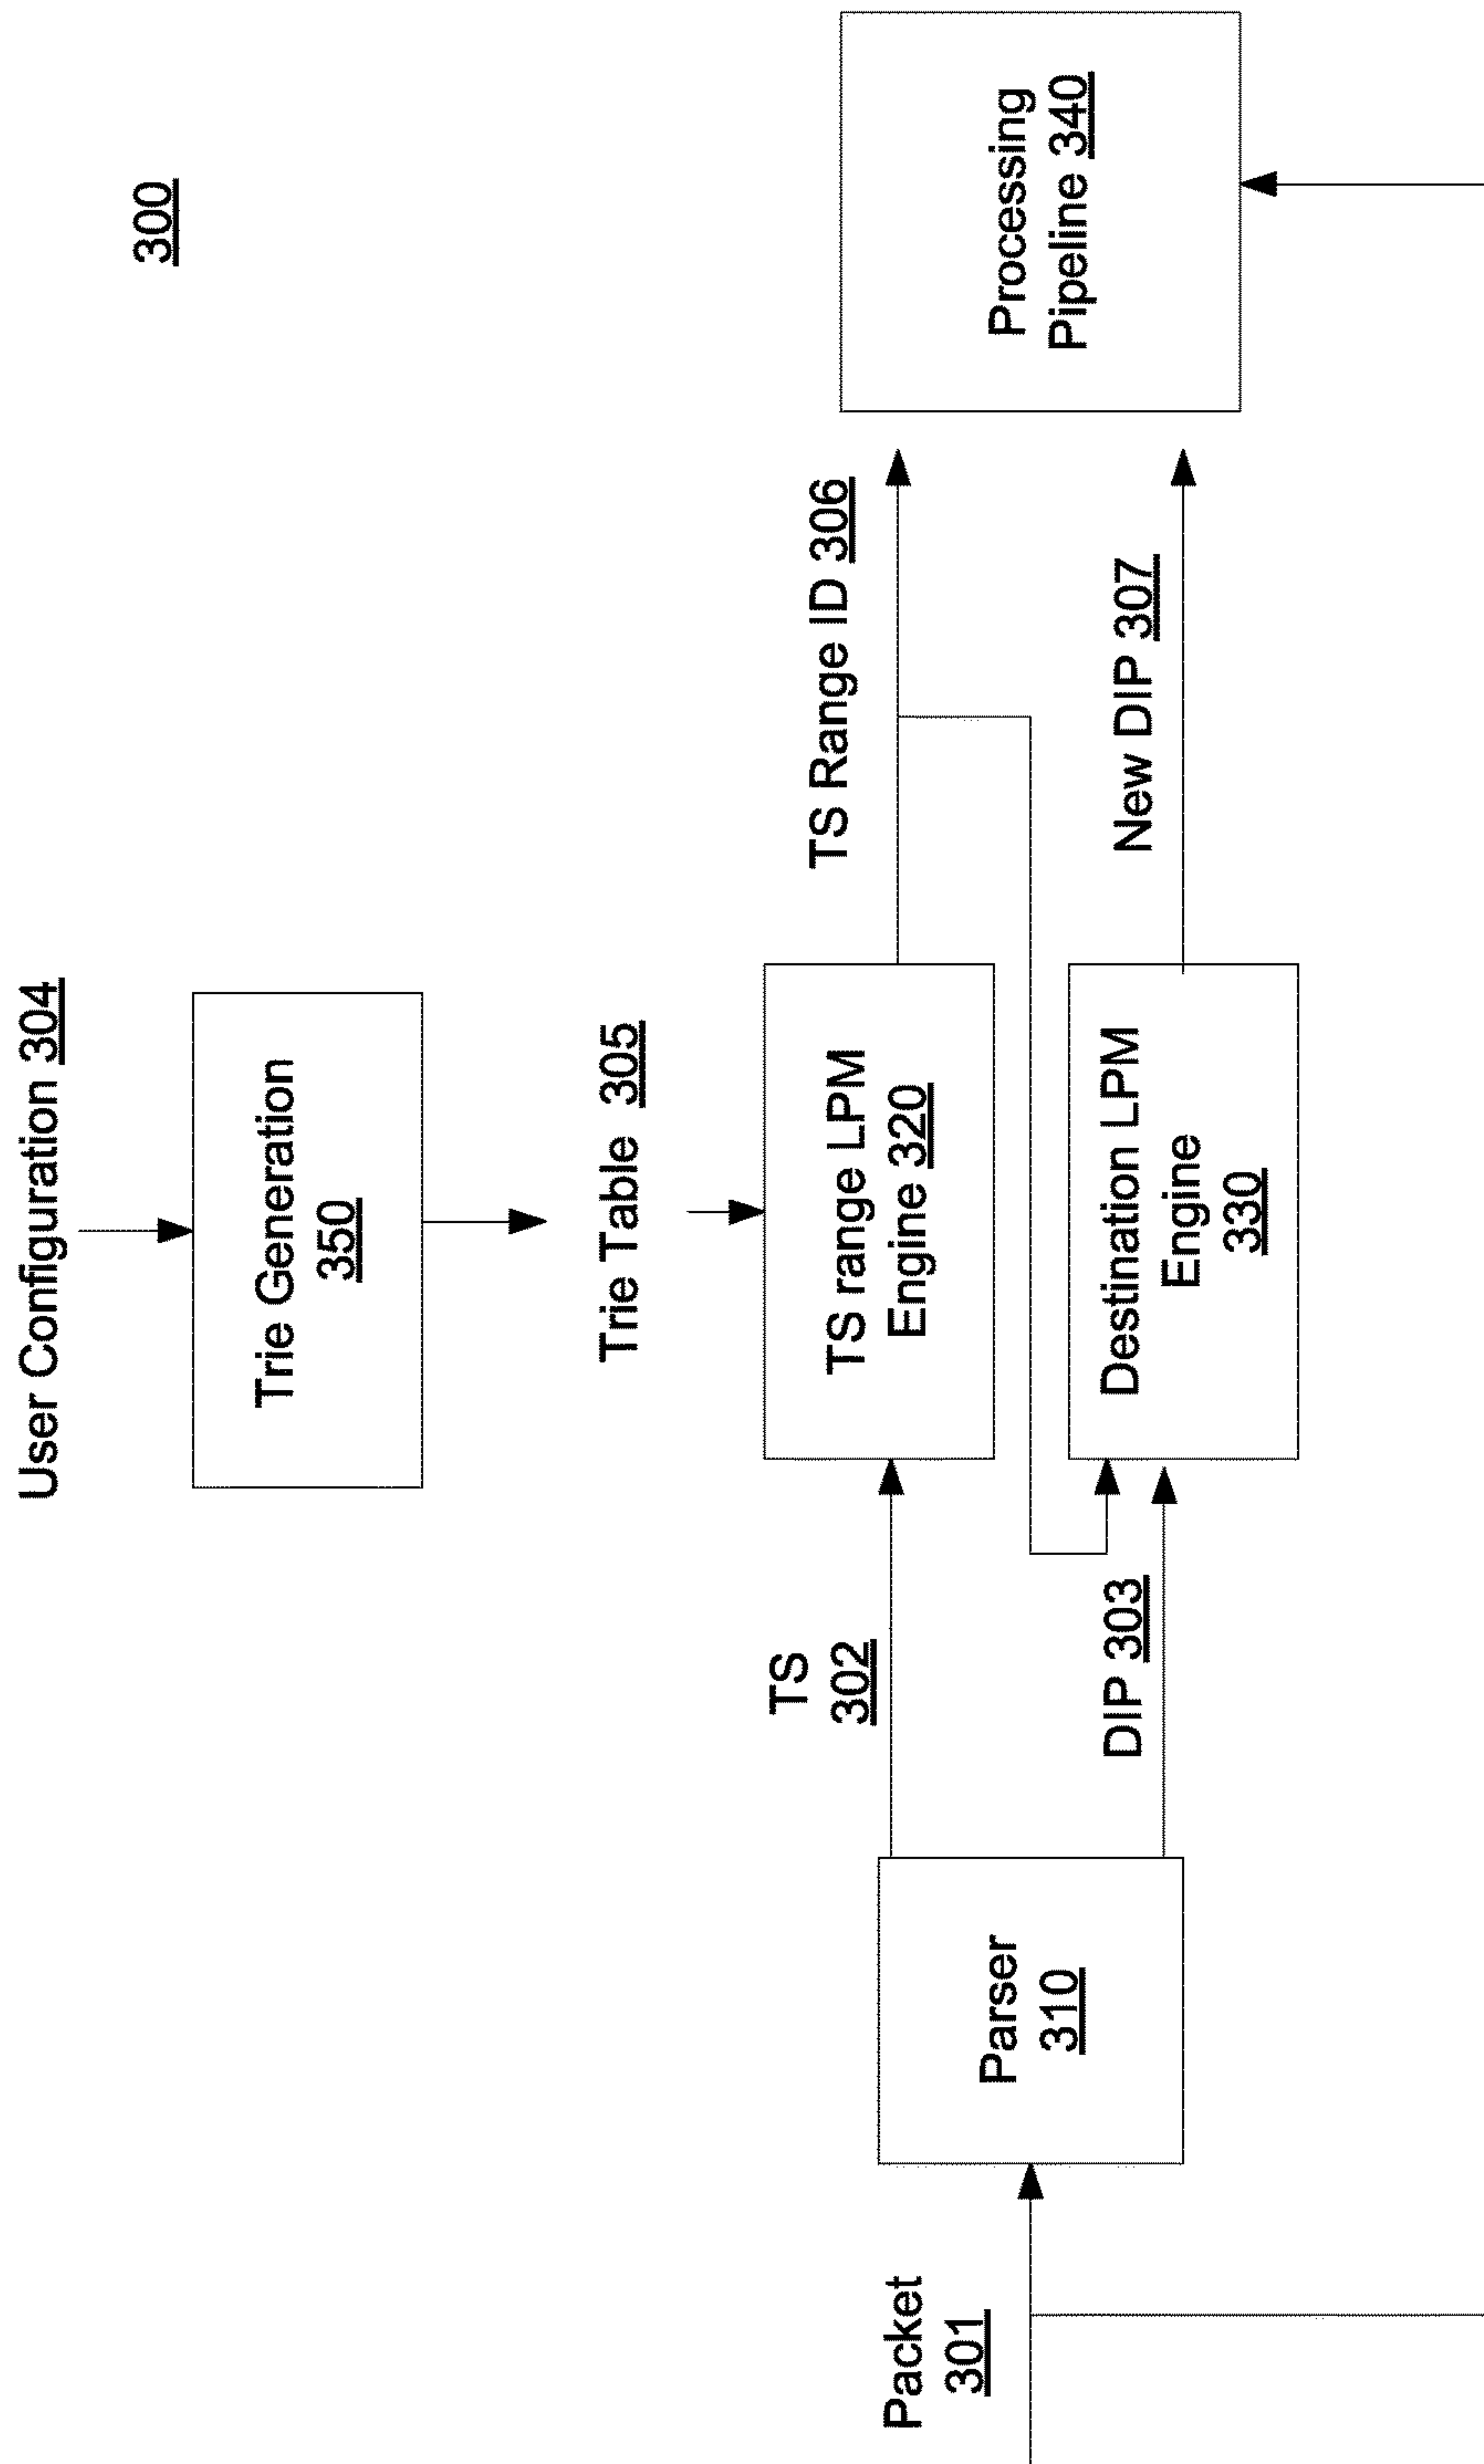 300
User Configuration 304
Trie Generation
350
Trie Table 305
TS
302
TS range LPM
Engine 320
TS Range ID 306
Packet
301
Parser
310
DIP 303
Destination LPM
Engine
330
New DIP 307
Processing
Pipeline 340